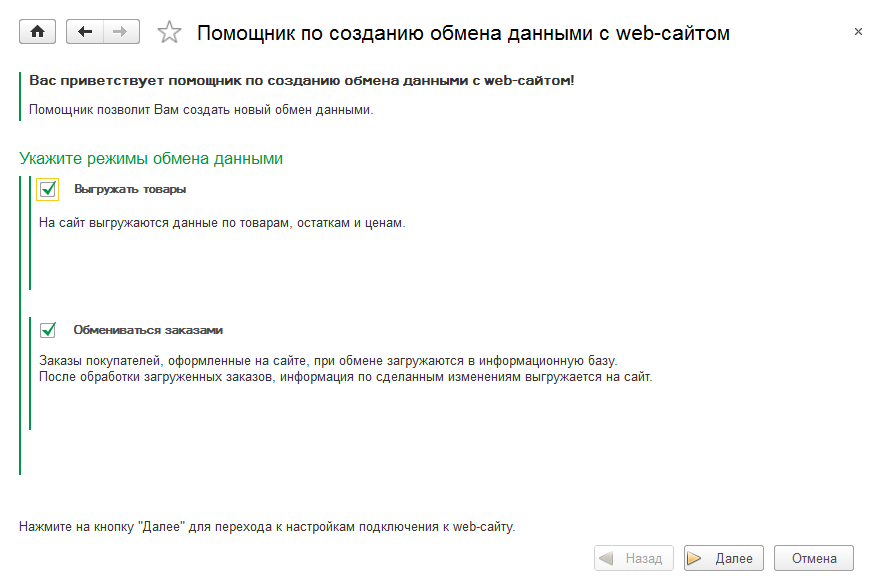 Помощник по созданию обмена данными с web-сайтом
Вас приветствует помощник по созданию обмена данными с web-сайтом!
Помощник позволит Вам создать новый обмен данными.
Укажите режимы обмена данными
Выгружать товары
На сайт выгружаются данные по товарам, остаткам и ценам.
Обмениваться заказами
Заказы покупателей, оформленные на сайте, при обмене загружаются в информационную базу.
После обработки загруженных заказов, информация по сделанным изменениям выгружается на сайт.
Нажмите на кнопку "Далее" для перехода к настройкам подключения к web-сайту.
Назад Далее Отмена